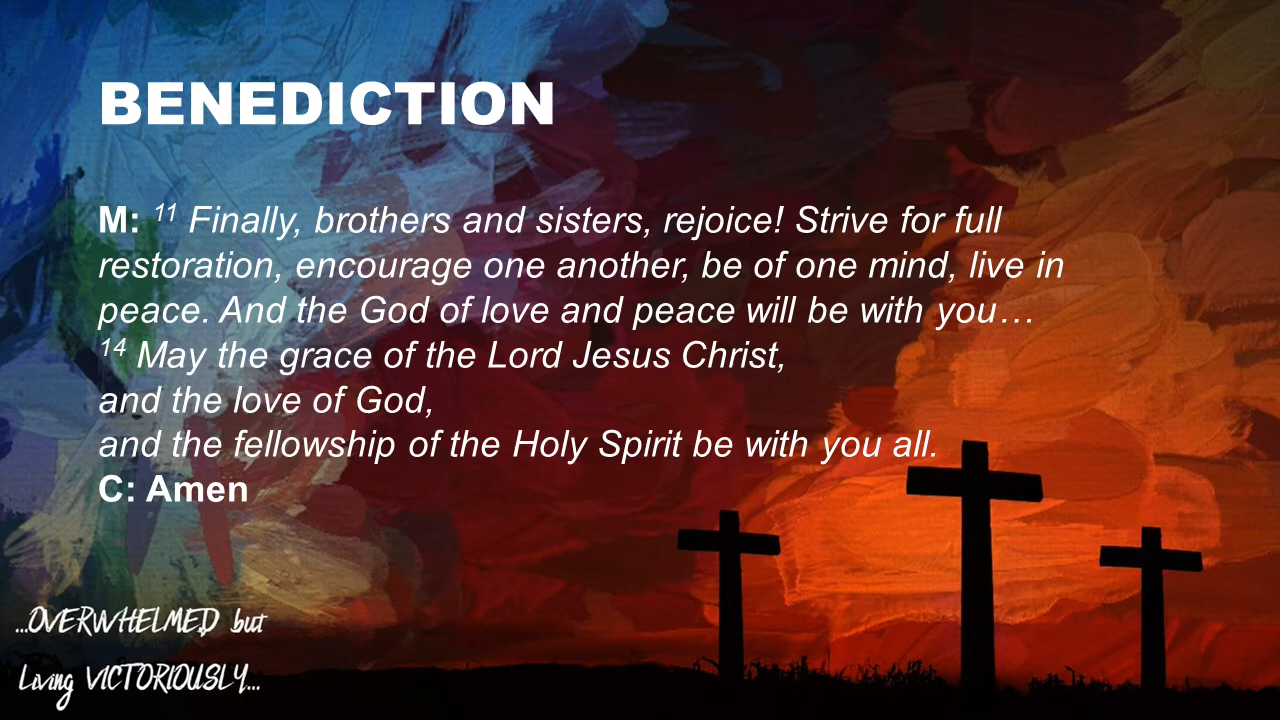 BENEDICTION
M: 11 Finally, brothers and sisters, rejoice! Strive for full
restoration, encourage one another, be of one mind, live in
peace. And the God of love and peace will be with you…
14 May the grace of the Lord Jesus Christ,
and the love of God,
and the fellowship of the Holy Spirit be with you all.
C: Amen
...OVERWHELMED but
Living VICTORIOUSLY...